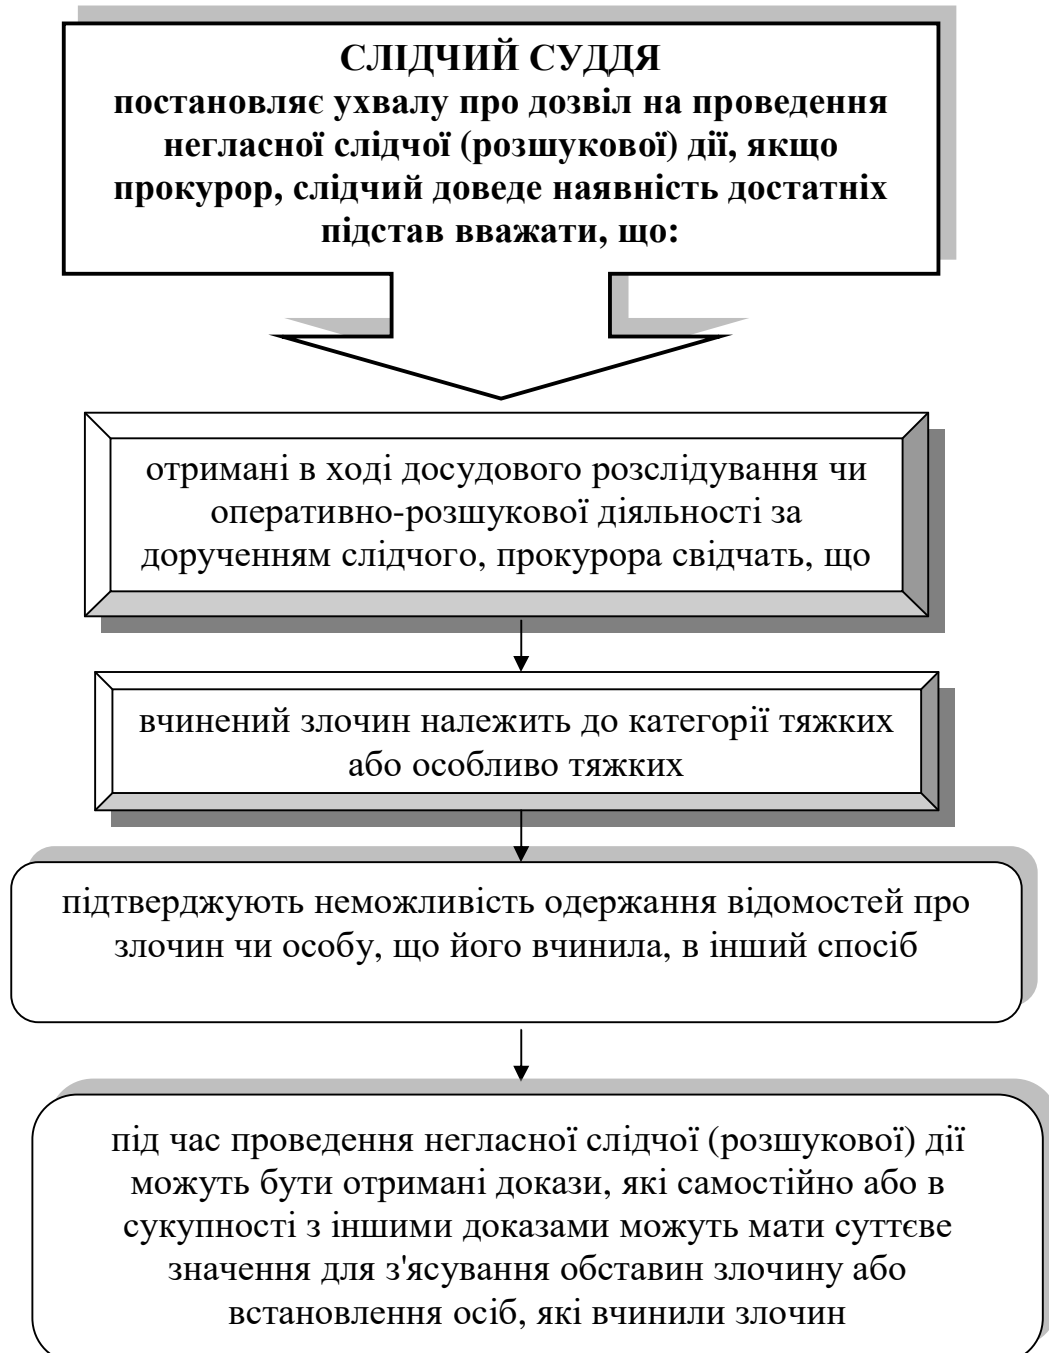 СЛІДЧИЙ СУДДЯ
постановляє ухвалу про дозвіл на проведення
негласної слідчої (розшукової) дії, якщо
прокурор, слідчий доведе наявність достатніх
підстав вважати, що:
отримані в ході досудового розслідування чи
оперативно-розшукової діяльності за
дорученням слідчого, прокурора свідчать, що
вчинений злочин належить до категорії тяжких
або особливо тяжких
підтверджують неможливість одержання відомостей про
злочин чи особу, що його вчинила, в інший спосіб
під час проведення негласної слідчої (розшукової) дії
можуть бути отримані докази, які самостійно або в
сукупності з іншими доказами можуть мати суттєве
значення для з'ясування обставин злочину або
встановлення осіб, які вчинили злочин